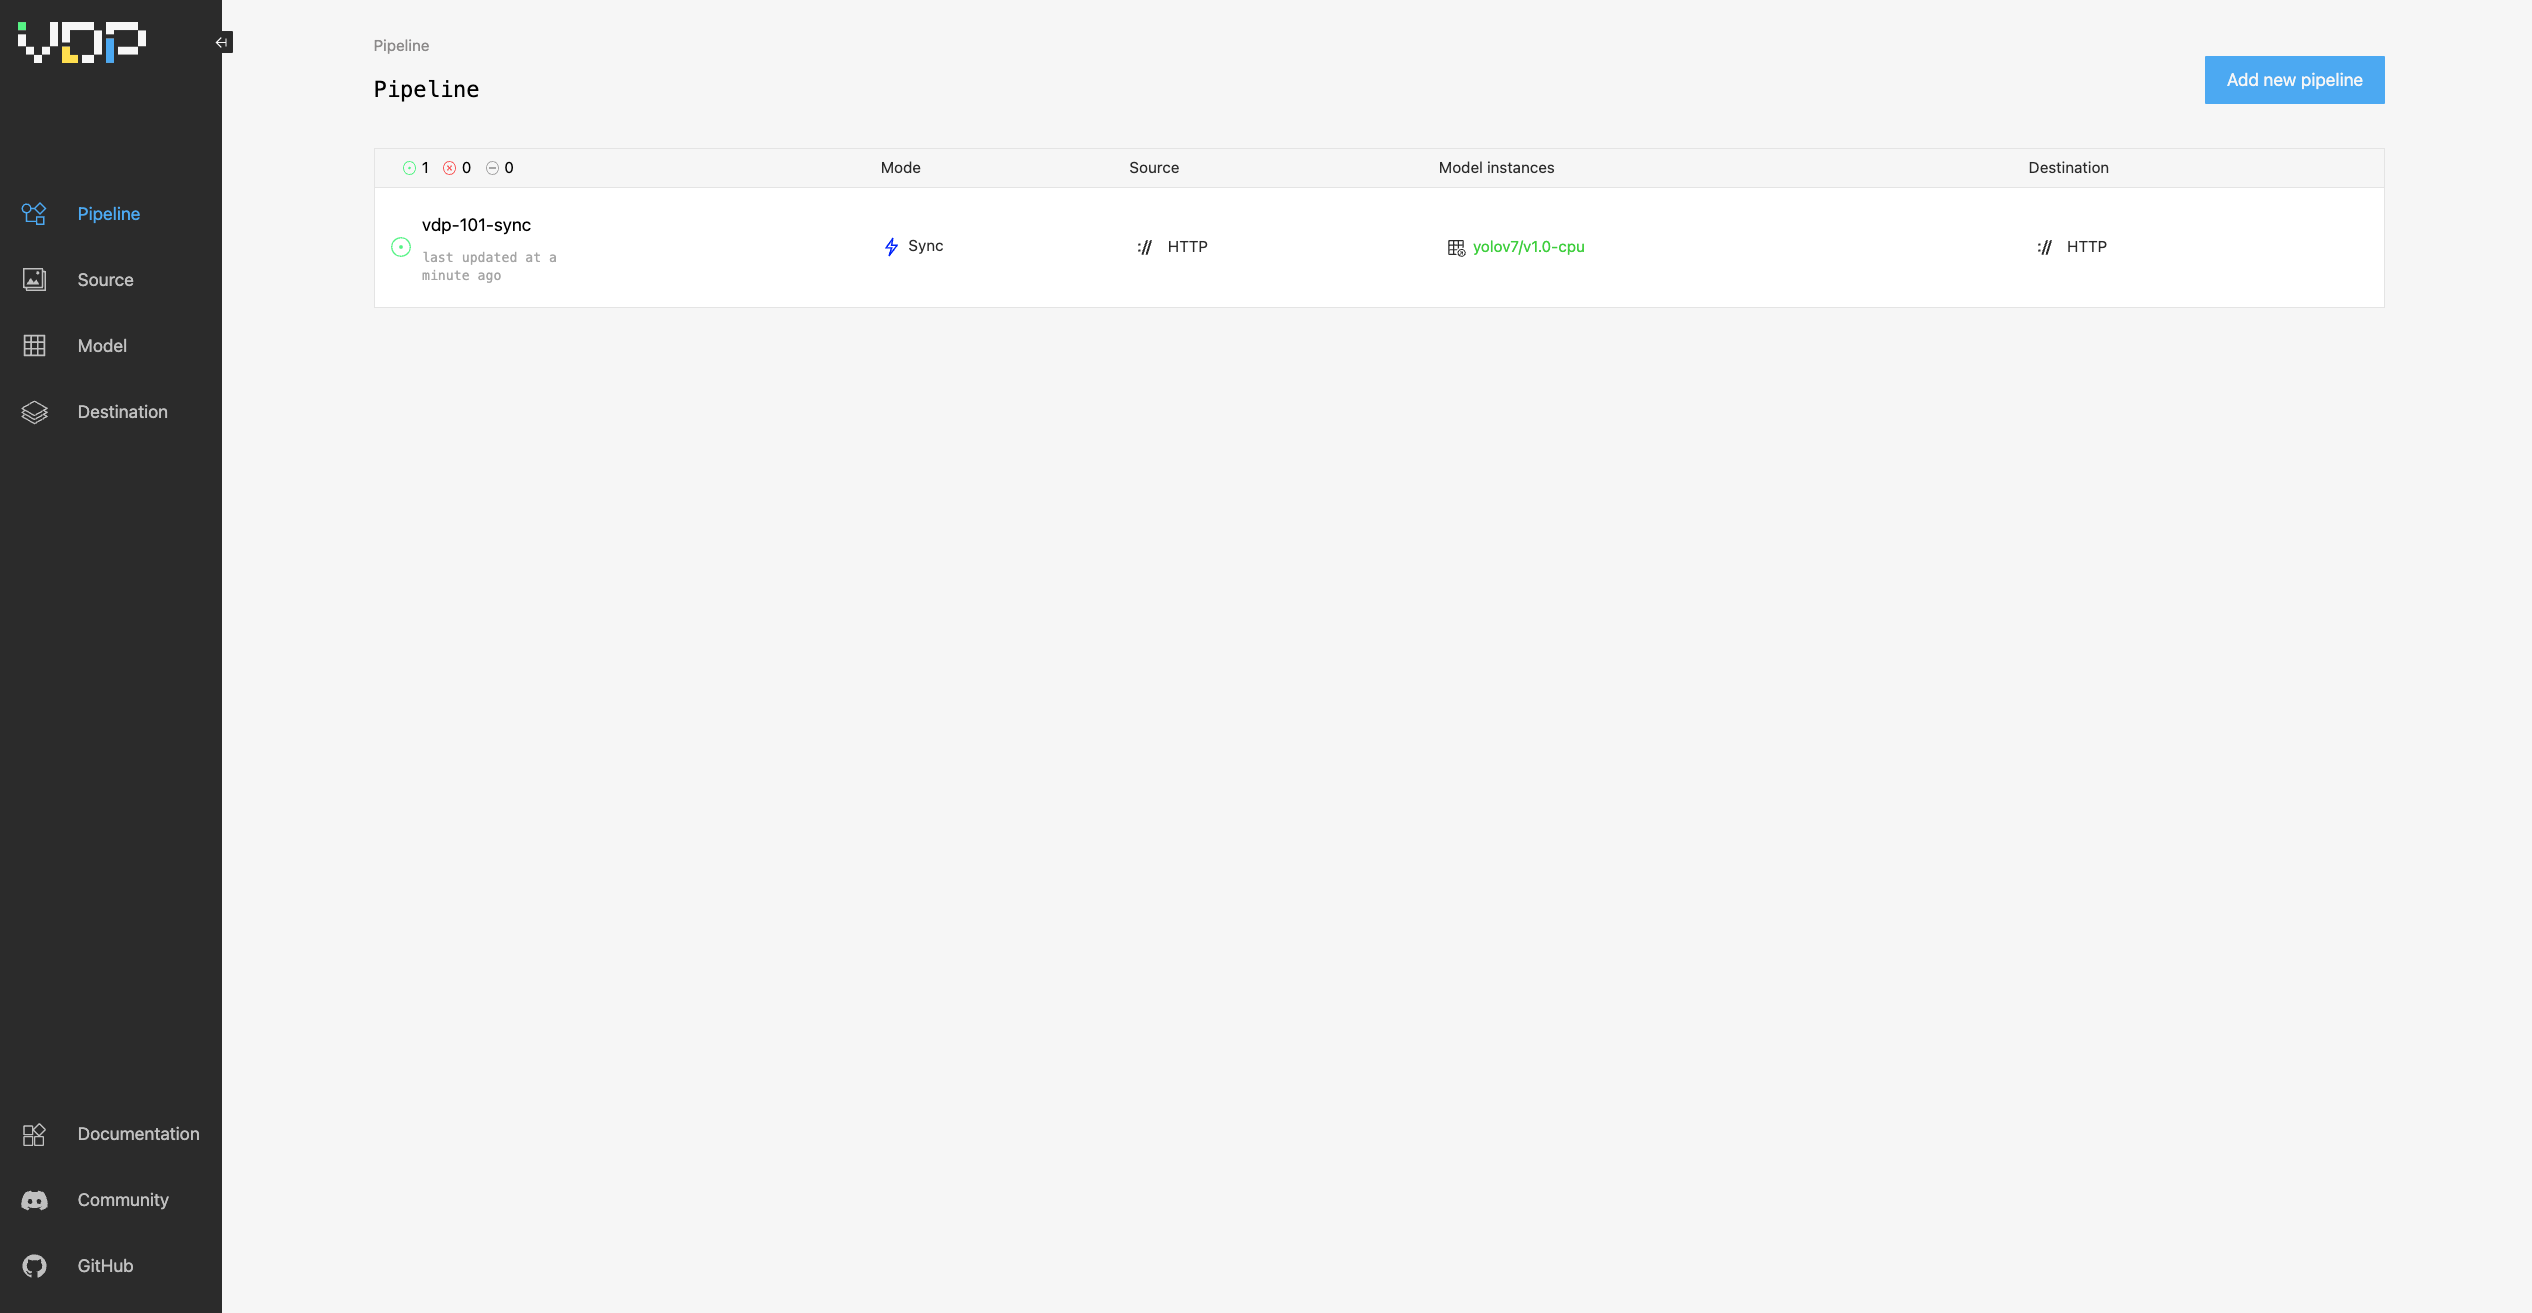 VDP
Pipeline
Source
Model
Destination
Documentation
Community
GitHub
Pipeline
Pipeline
Add new pipeline
1 0 0 Mode Source Model instances Destination
vdp-101-sync
last updated at a
minute ago
Sync
:// HTTP
yolov7/v1.0-cpu
:// HTTP